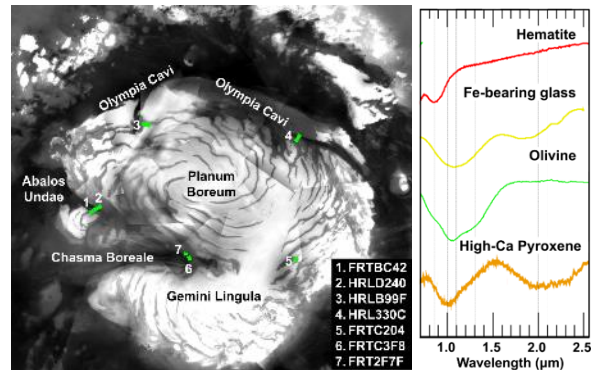 Olympia Cavi
Olympia Cavi
3
4
Abalos
Undae
1 2
Planum
Boreum
Chasma Boreale
7
6
5
Gemini Lingula
1. FRTBC42
2. HRLD240
3. HRLB99F
4. HRL330C
5. FRTC204
6. FRTC3F8
7. FRT2F7F
Hematite
Fe-bearing glass
Olivine
High-Ca Pyroxene
1.0 1.5 2.0 2.5
Wavelength (µm)